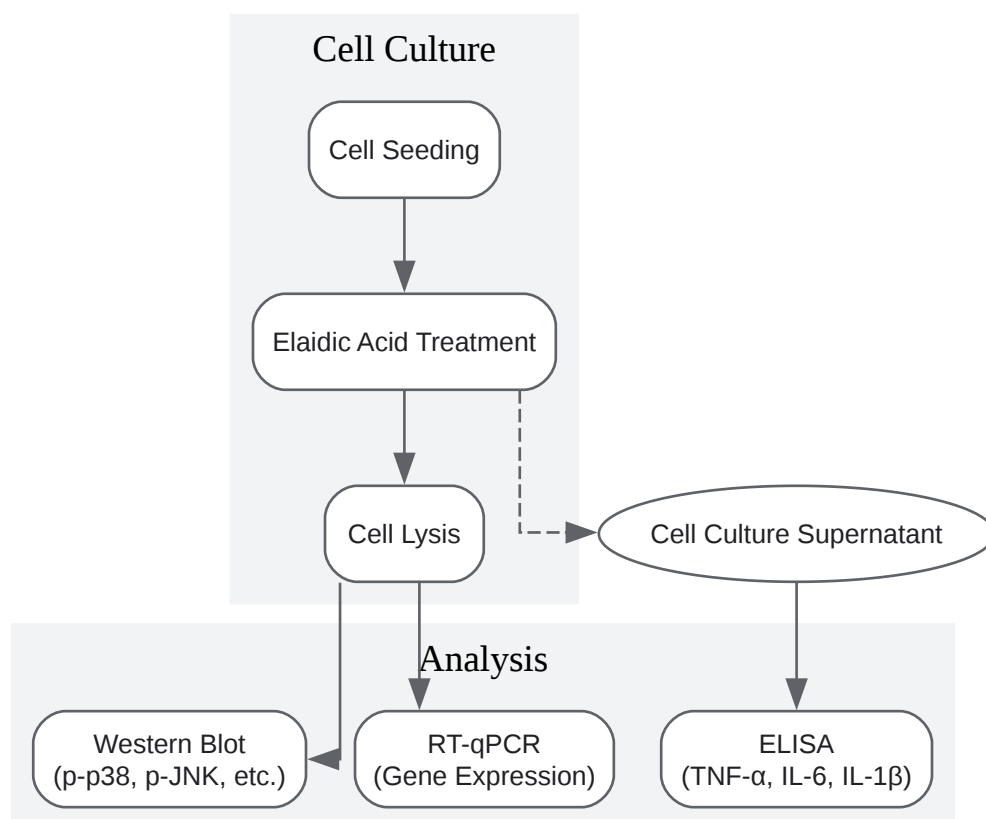 Cell Culture
Cell Seeding
Elaidic Acid Treatment
Cell Lysis
Cell Culture Supernatant
Analysis
Western Blot
(p-p38, p-JNK, etc.)
RT-qPCR
(Gene Expression)
ELISA
(TNF-α, IL-6, IL-1β)